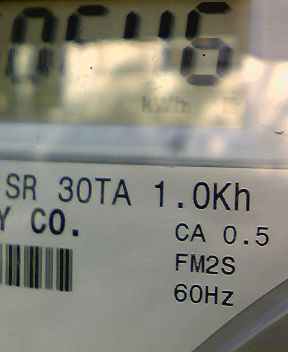 kWh
SR 30TA 1.0Kh
Y CO.
CA 0.5
FM2S
60Hz